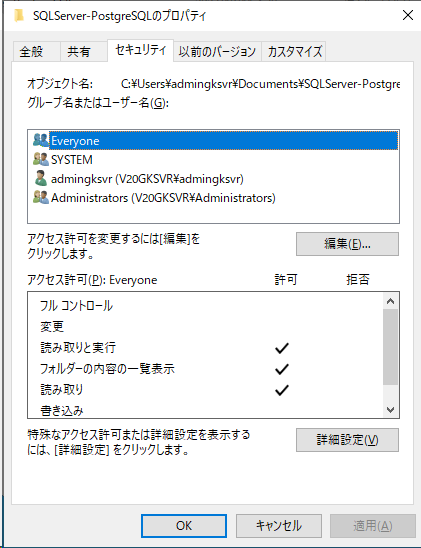 SQLServer-PostgreSQLのプロパティ
全般 共有 セキュリティ 以前のバージョン カスタマイズ
オブジェクト名: C:¥Users¥admingksvr¥Documents¥SQLServer-Postgre
グループ名またはユーザー名(G):
Everyone
SYSTEM
admingksvr (V20GKSVR¥admingksvr)
Administrators (V20GKSVR¥Administrators)
アクセス許可を変更するには[編集]を
クリックします。
編集(E)...
アクセス許可(P): Everyone 許可 拒否
フル コントロール
変更
読み取りと実行
フォルダーの内容の一覧表示
読み取り
書き込み
特殊なアクセス許可または詳細設定を表示する
には、[詳細設定] をクリックします。
詳細設定(V)
OK キャンセル 適用(A)